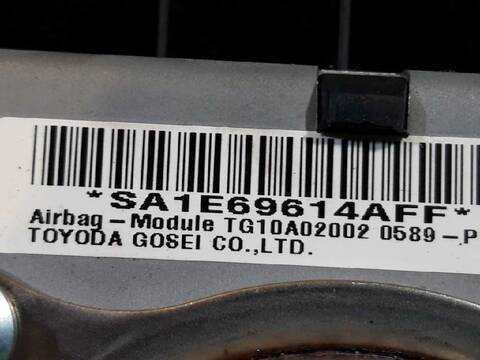 *SA1E69614AFF*
Airbag-Module TG10A02002 0589-P
TOYODA GOSEI CO.,LTD.